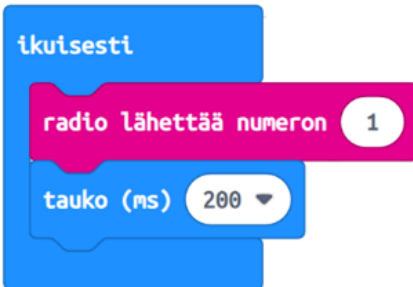 ikuisesti
radio lähettää numeron 1
tauko (ms) 200